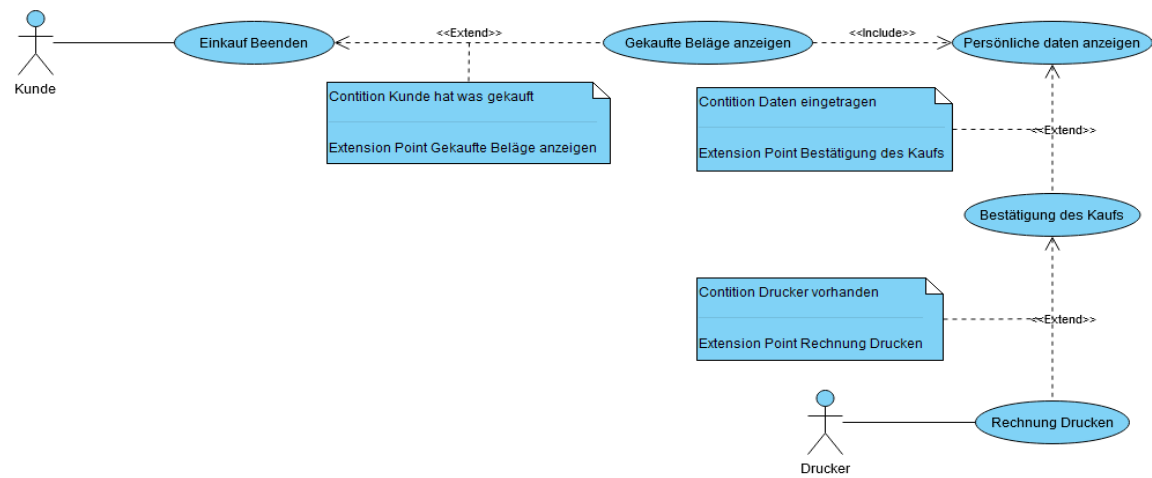 Einkauf Beenden
<<Extend>>
Gekaufte Beläge anzeigen
<<Include>>
Persönliche daten anzeigen
Kunde
Contition Kunde hat was gekauft
Extension Point Gekaufte Beläge anzeigen
Contition Daten eingetragen
<<Extend>>
Extension Point Bestätigung des Kaufs
Bestätigung des Kaufs
Contition Drucker vorhanden
<<Extend>>
Extension Point Rechnung Drucken
Rechnung Drucken
Drucker